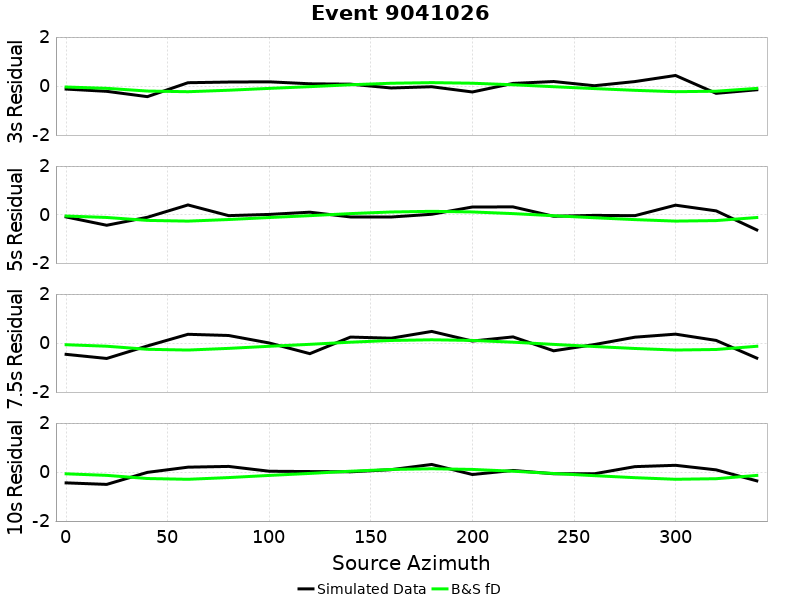 Event 9041026
3s Residual
2
0
-2
5s Residual
2
0
-2
7.5s Residual
2
0
-2
10s Residual
2
0
-2
0 50 100 150 200 250 300
Source Azimuth
Simulated Data B&S fD